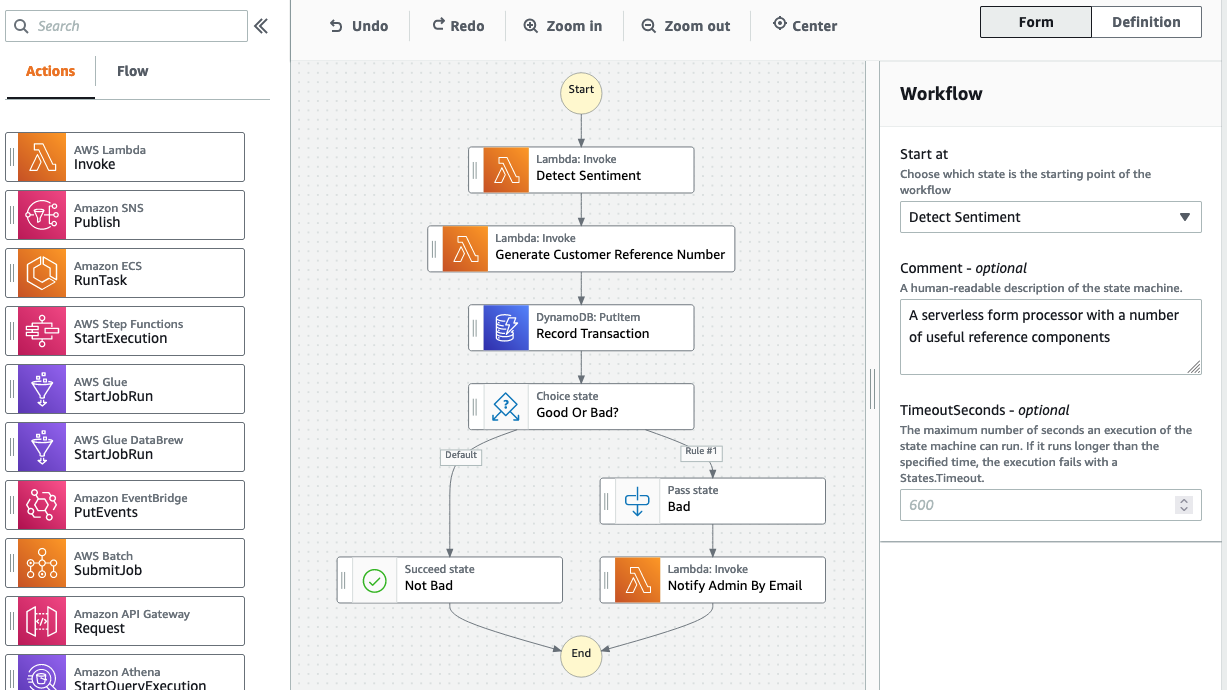 Search
Actions
Flow
AWS Lambda
Invoke
Amazon SNS
Publish
Amazon ECS
RunTask
AWS Step Functions
StartExecution
AWS Glue
StartJobRun
AWS Glue DataBrew
StartJobRun
Amazon EventBridge
PutEvents
AWS Batch
SubmitJob
Amazon API Gateway
Request
Amazon Athena
StartQueryExecution
Undo
Redo
Zoom in
Zoom out
Center
Form
Definition
Start
Lambda: Invoke
Detect Sentiment
Lambda: Invoke
Generate Customer Reference Number
DynamoDB: PutItem
Record Transaction
Choice state
Good Or Bad?
Default
Rule #1
Pass state
Bad
Succeed state
Not Bad
Lambda: Invoke
Notify Admin By Email
End
Workflow
Start at
Choose which state is the starting point of the
workflow
Detect Sentiment
Comment - optional
A human-readable description of the state machine.
A serverless form processor with a number
of useful reference components
TimeoutSeconds - optional
The maximum number of seconds an execution of the
state machine can run. If it runs longer than the
specified time, the execution fails with a
States.Timeout.
600